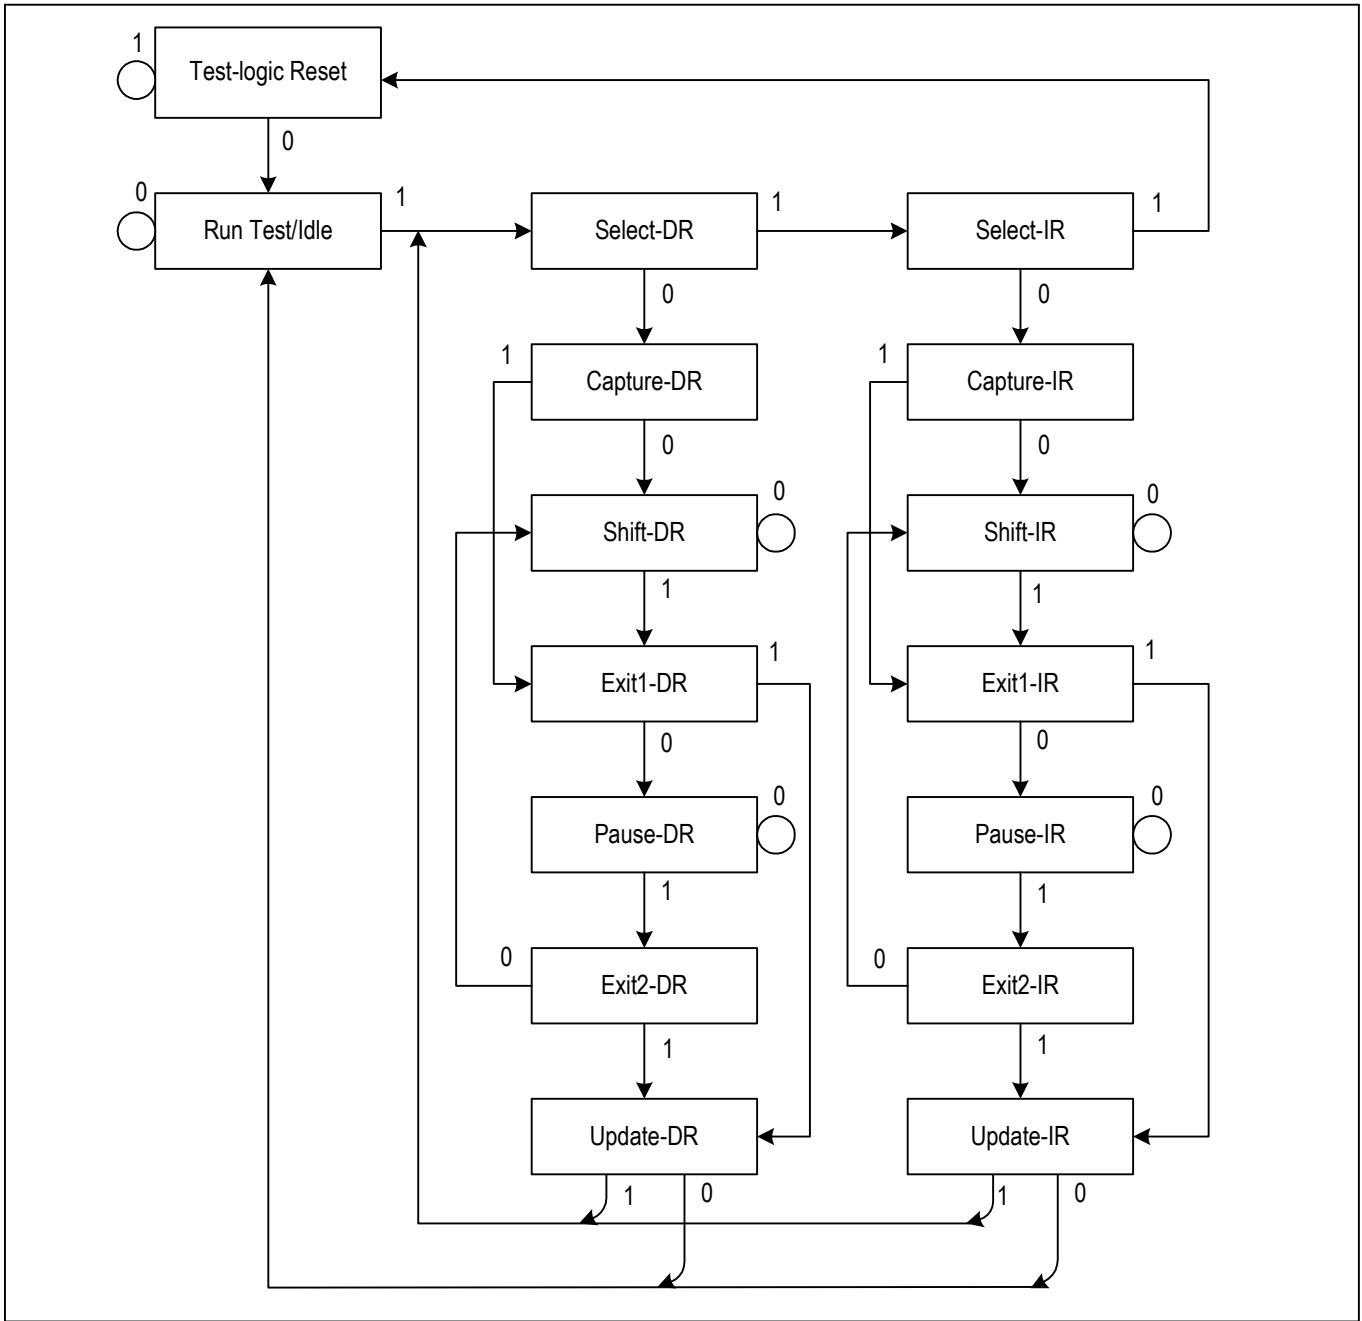 1
Test-logic Reset
0
0
Run Test/Idle
1
Select-DR
1
Select-IR
1
0
0
1
Capture-DR
1
Capture-IR
0
0
Shift-DR
0
Shift-IR
0
1
1
Exit1-DR
1
Exit1-IR
1
0
0
Pause-DR
0
Pause-IR
0
1
1
0
Exit2-DR
0
Exit2-IR
1
1
Update-DR
Update-IR
1
0
1
0